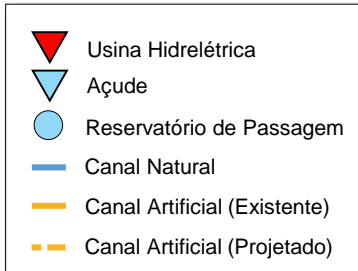 Usina Hidrelétrica
Açude
Reservatório de Passagem
Canal Natural
Canal Artificial (Existente)
Canal Artificial (Projetado)